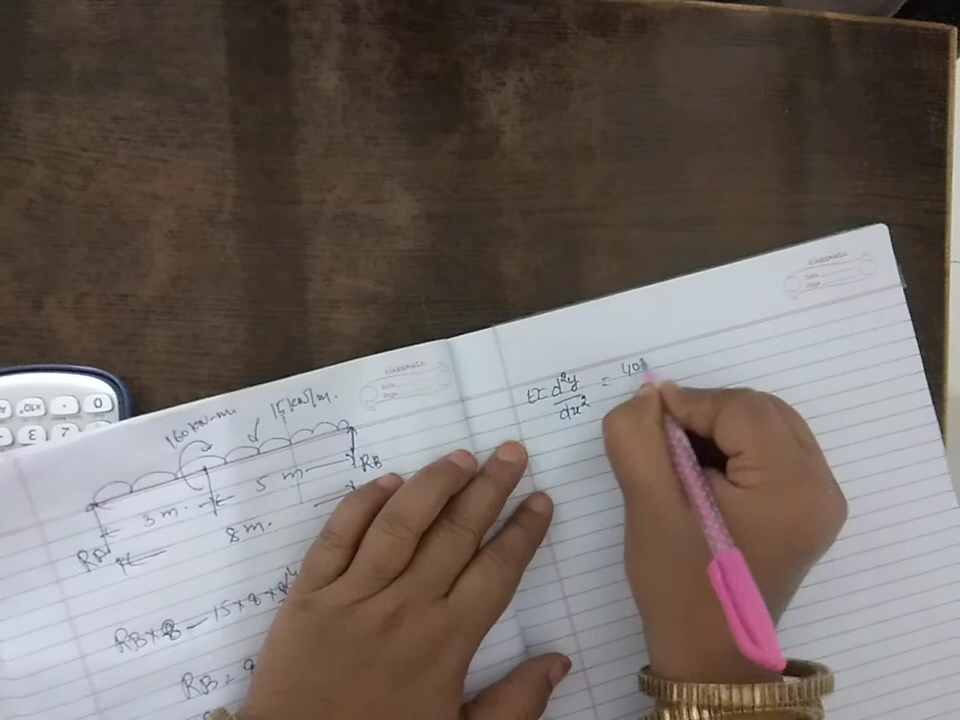 160 kN-m
15 kN/m.
3 m.
5 m
RB
RA
8 m.
RB × 8 – 15 × 8 × 
RB =
EI d²y/dx² = 40
classmate
classmate